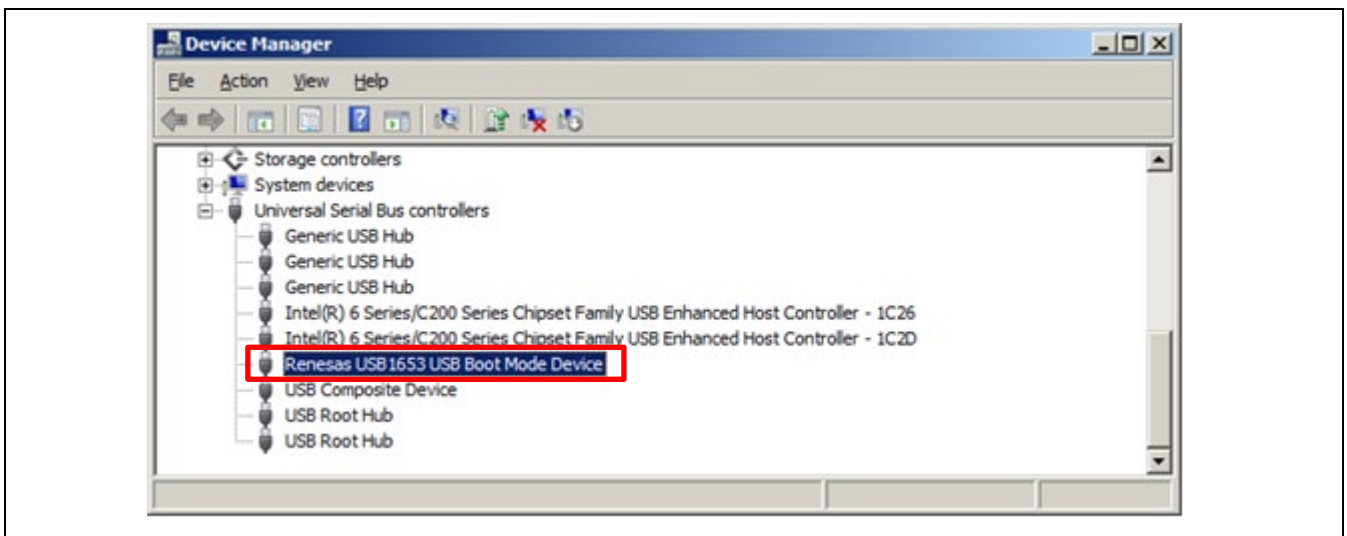 Device Manager
File Action View Help
Storage controllers
System devices
Universal Serial Bus controllers
Generic USB Hub
Generic USB Hub
Generic USB Hub
Intel(R) 6 Series/C200 Series Chipset Family USB Enhanced Host Controller - 1C26
Intel(R) 6 Series/C200 Series Chipset Family USB Enhanced Host Controller - 1C2D
Renesas USB1653 USB Boot Mode Device
USB Composite Device
USB Root Hub
USB Root Hub